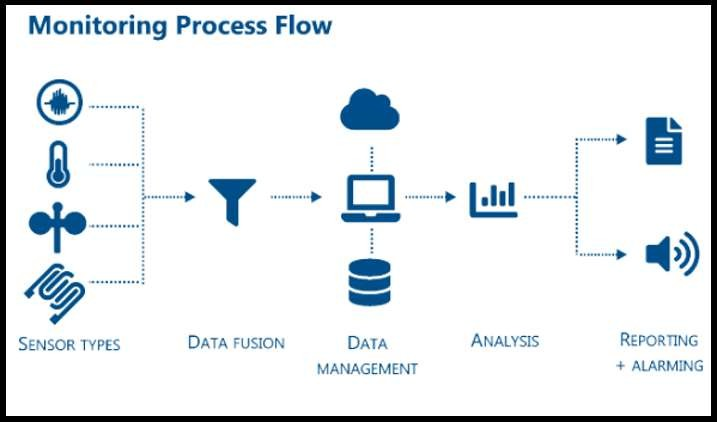 Monitoring Process Flow
SENSOR TYPES
DATA FUSION
DATA
MANAGEMENT
ANALYSIS
REPORTING
+ ALARMING